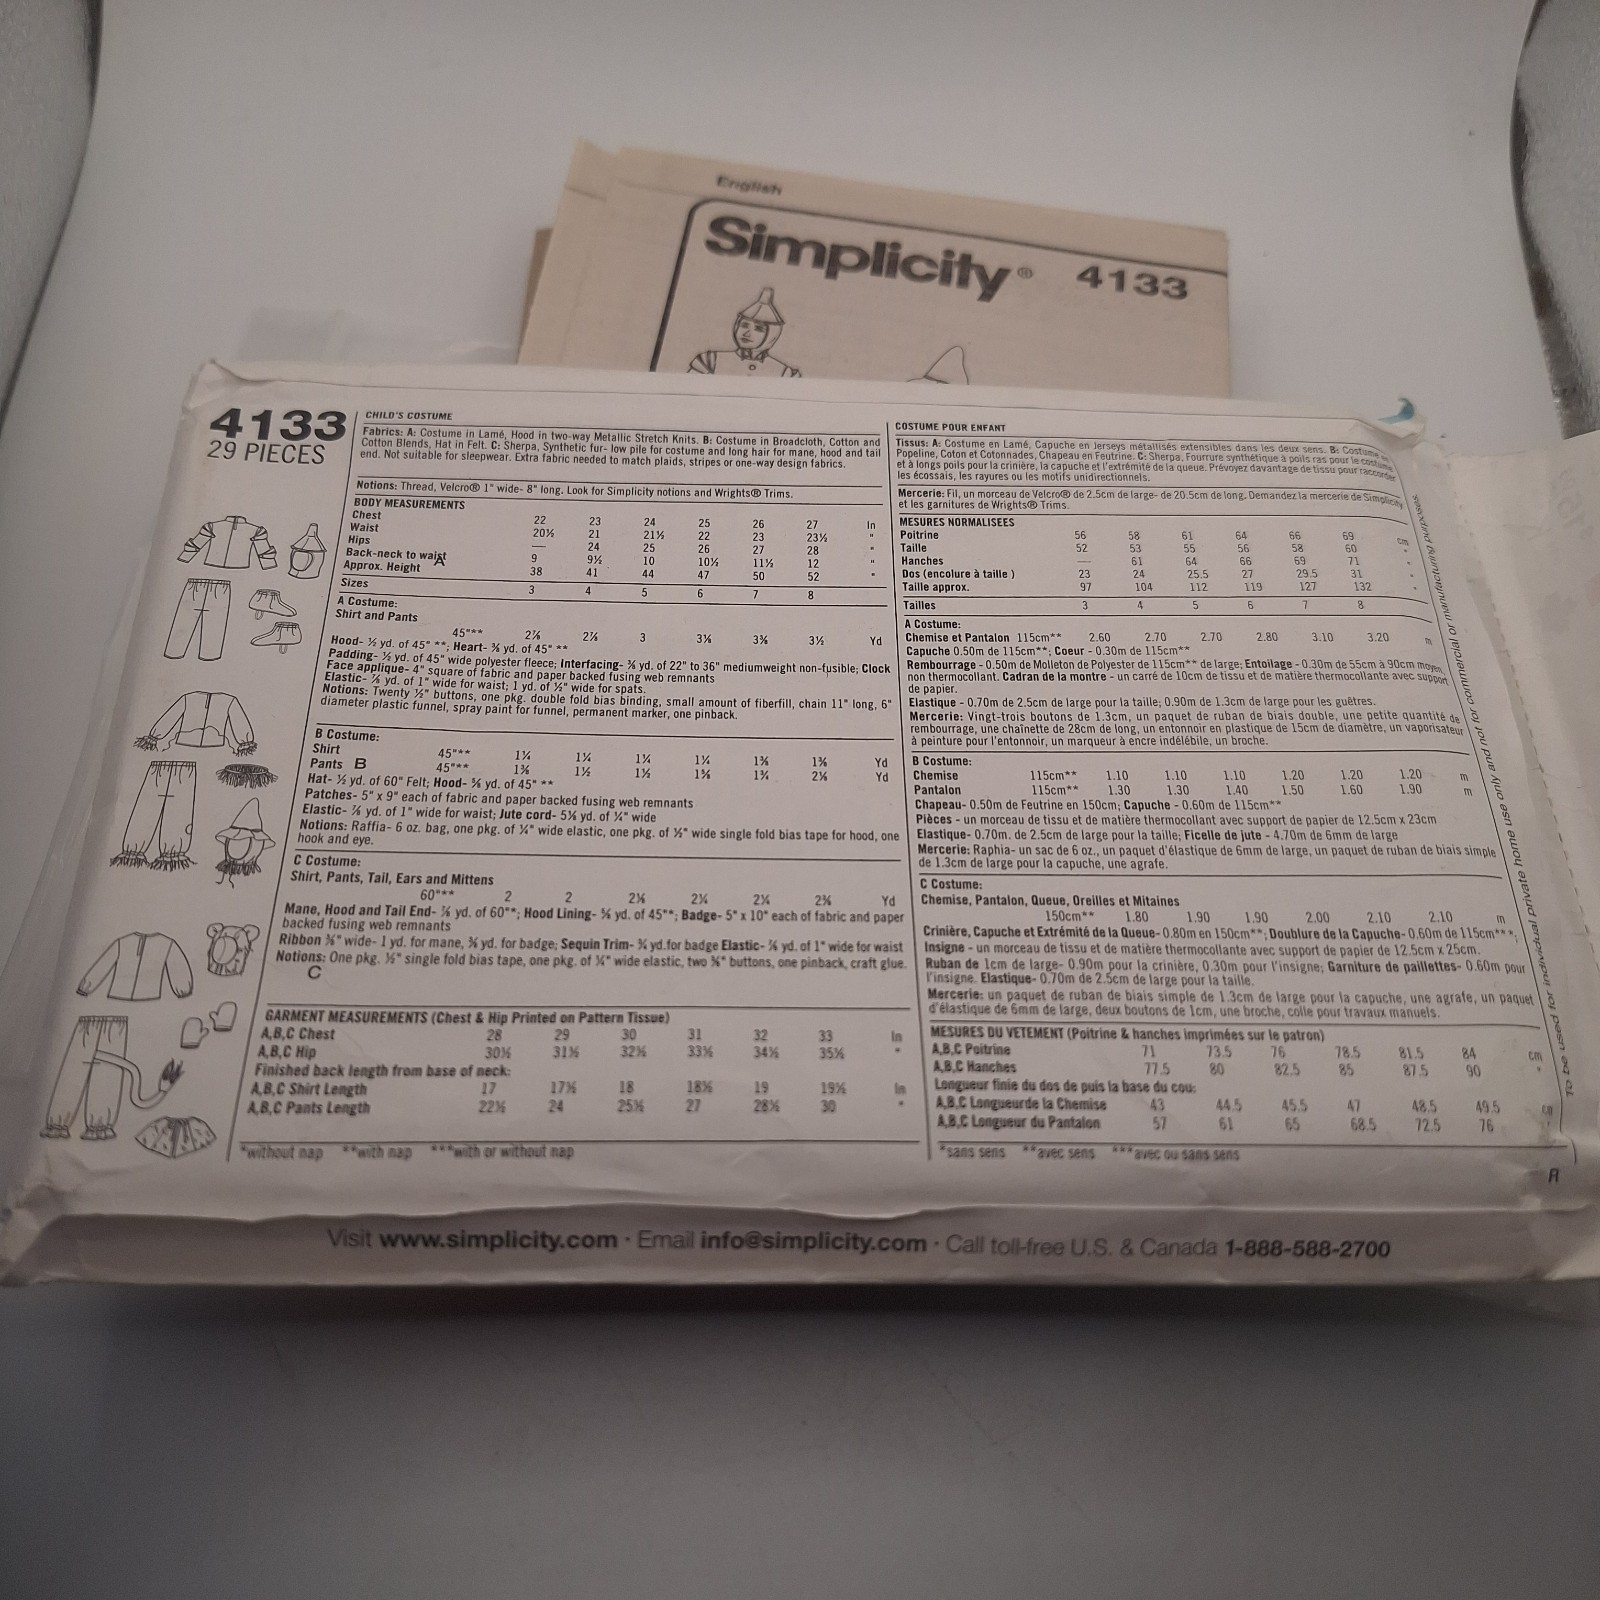 English
Simplicity® 4133
4133
29 PIECES
CHILD'S COSTUME
Fabrics: A: Costume in Lamé, Hood in two-way Metallic Stretch Knits. B: Costume in Broadcloth, Cotton and
Cotton Blends, Hat in Felt. C: Sherpa, Synthetic fur- low pile for costume and long hair for mane, hood and tail
end. Not suitable for sleepwear. Extra fabric needed to match plaids, stripes or one-way design fabrics.
Notions: Thread, Velcro® 1" wide- 8" long. Look for Simplicity notions and Wrights® Trims.
BODY MEASUREMENTS
Chest 22 23 24 25 26 27 In
Waist 20½ 21 21½ 22 23 23½ "
Hips — 24 25 26 27 28 "
Back-neck to waist 9 9½ 10 10½ 11½ 12 "
Approx. Height 38 41 44 47 50 52 "
Sizes 3 4 5 6 7 8
A
A Costume:
Shirt and Pants
45"** 2⅞ 2⅞ 3 3⅛ 3⅜ 3½ Yd
Hood- ½ yd. of 45" **; Heart- ⅜ yd. of 45" **
Padding- ½ yd. of 45" wide polyester fleece; Interfacing- ⅜ yd. of 22" to 36" mediumweight non-fusible; Clock
Face applique- 4" square of fabric and paper backed fusing web remnants
Elastic- ⅞ yd. of 1" wide for waist; 1 yd. of ½" wide for spats.
Notions: Twenty ½" buttons, one pkg. double fold bias binding, small amount of fiberfill, chain 11" long, 6"
diameter plastic funnel, spray paint for funnel, permanent marker, one pinback.
B Costume:
Shirt 45"** 1¼ 1¼ 1¼ 1¼ 1⅜ 1⅜ Yd
Pants 45"** 1⅜ 1½ 1½ 1⅝ 1¾ 2⅛ Yd
B
Hat- ½ yd. of 60" Felt; Hood- ⅝ yd. of 45" **
Patches- 5" x 9" each of fabric and paper backed fusing web remnants
Elastic- ⅞ yd. of 1" wide for waist; Jute cord- 5⅛ yd. of ¼" wide
Notions: Raffia- 6 oz. bag, one pkg. of ¼" wide elastic, one pkg. of ½" wide single fold bias tape for hood, one
hook and eye.
C Costume:
Shirt, Pants, Tail, Ears and Mittens
60"** 2 2 2⅛ 2¼ 2¼ 2⅜ Yd
Mane, Hood and Tail End- ⅞ yd. of 60"*; Hood Lining- ⅝ yd. of 45"**; Badge- 5" x 10" each of fabric and paper
backed fusing web remnants
Ribbon ⅜" wide- 1 yd. for mane, ⅜ yd. for badge; Sequin Trim- ¾ yd.for badge Elastic- ⅞ yd. of 1" wide for waist
Notions: One pkg. ½" single fold bias tape, one pkg. of ¼" wide elastic, two ⅜" buttons, one pinback, craft glue.
C
GARMENT MEASUREMENTS (Chest & Hip Printed on Pattern Tissue)
A,B,C Chest 28 29 30 31 32 33 In
A,B,C Hip 30½ 31½ 32½ 33½ 34½ 35½ "
Finished back length from base of neck:
A,B,C Shirt Length 17 17½ 18 18½ 19 19½ In
A,B,C Pants Length 22½ 24 25½ 27 28½ 30 "
*without nap **with nap ***with or without nap
COSTUME POUR ENFANT
Tissus: A: Costume en Lamé, Capuche en Jerseys métallisés extensibles dans les deux sens. B: Costume en
Popeline, Coton et Cotonnades, Chapeau en Feutrine. C: Sherpa, Fourrure synthétique à poils ras pour le costume
et à longs poils pour la crinière, la capuche et l'extrémité de la queue. Prévoyez davantage de tissu pour raccorder
les écossais, les rayures ou les motifs unidirectionnels.
Mercerie: Fil, un morceau de Velcro® de 2.5cm de large- de 20.5cm de long. Demandez la mercerie de Simplicity
et les garnitures de Wrights® Trims.
MESURES NORMALISEES
Poitrine 56 58 61 64 66 69 cm
Taille 52 53 55 56 58 60 "
Hanches — 61 64 66 69 71 "
Dos (encolure à taille ) 23 24 25.5 27 29.5 31 "
Taille approx. 97 104 112 119 127 132 "
Tailles 3 4 5 6 7 8
A Costume:
Chemise et Pantalon 115cm** 2.60 2.70 2.70 2.80 3.10 3.20 m
Capuche 0.50m de 115cm**; Coeur - 0.30m de 115cm**
Rembourrage - 0.50m de Molleton de Polyester de 115cm** de large; Entoilage - 0.30m de 55cm à 90cm moyen,
non thermocollant. Cadran de la montre - un carré de 10cm de tissu et de matière thermocollante avec support
de papier.
Elastique - 0.70m de 2.5cm de large pour la taille; 0.90m de 1.3cm de large pour les guêtres.
Mercerie: Vingt-trois boutons de 1.3cm, un paquet de ruban de biais double, une petite quantité de
rembourrage, une chaînette de 28cm de long, un entonnoir en plastique de 15cm de diamètre, un vaporisateur
à peinture pour l'entonnoir, un marqueur à encre indélébile, un broche.
B Costume:
Chemise 115cm** 1.10 1.10 1.10 1.20 1.20 1.20 m
Pantalon 115cm** 1.30 1.30 1.40 1.50 1.60 1.90 m
Chapeau- 0.50m de Feutrine en 150cm; Capuche - 0.60m de 115cm**
Pièces - un morceau de tissu et de matière thermocollant avec support de papier de 12.5cm x 23cm
Elastique- 0.70m. de 2.5cm de large pour la taille; Ficelle de jute - 4.70m de 6mm de large
Mercerie: Raphia- un sac de 6 oz., un paquet d'élastique de 6mm de large, un paquet de ruban de biais simple
de 1.3cm de large pour la capuche, une agrafe.
C Costume:
Chemise, Pantalon, Queue, Oreilles et Mitaines
150cm** 1.80 1.90 1.90 2.00 2.10 2.10 m
Crinière, Capuche et Extrémité de la Queue- 0.80m en 150cm**; Doublure de la Capuche- 0.60m de 115cm***;
Insigne - un morceau de tissu et de matière thermocollant avec support de papier de 12.5cm x 25cm.
Ruban de 1cm de large- 0.90m pour la crinière, 0.30m pour l'insigne; Garniture de paillettes- 0.60m pour
l'insigne. Elastique- 0.70m de 2.5cm de large pour la taille.
Mercerie: un paquet de ruban de biais simple de 1.3cm de large pour la capuche, une agrafe, un paquet
d'élastique de 6mm de large, deux boutons de 1cm, une broche, colle pour travaux manuels.
MESURES DU VETEMENT (Poitrine & hanches imprimées sur le patron)
A,B,C Poitrine 71 73.5 76 78.5 81.5 84 cm
A,B,C Hanches 77.5 80 82.5 85 87.5 90 "
Longueur finie du dos de puis la base du cou:
A,B,C Longueurde la Chemise 43 44.5 45.5 47 48.5 49.5 cm
A,B,C Longueur du Pantalon 57 61 65 68.5 72.5 76 "
*sans sens **avec sens ***avec ou sans sens
To be used for individual private home use only and not for commercial or manufacturing purposes.
R
Visit www.simplicity.com · Email info@simplicity.com · Call toll-free U.S. & Canada 1-888-588-2700